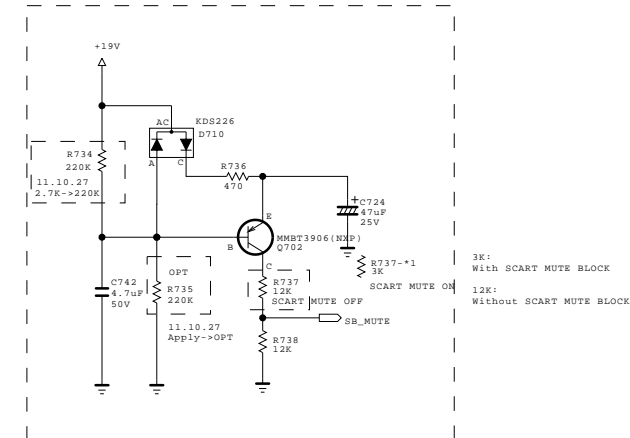 +19V
AC
KDS226
D710
A
C
R734
220K
11.10.27
2.7K->220K
R736
470
C724
47uF
25V
E
B
MMBT3906(NXP)
Q702
C
R737-*1
3K
SCART MUTE ON
3K:
With SCART MUTE BLOCK
12K:
Without SCART MUTE BLOCK
C742
4.7uF
50V
OPT
R735
220K
11.10.27
Apply->OPT
R737
12K
SCART MUTE OFF
SB_MUTE
R738
12K